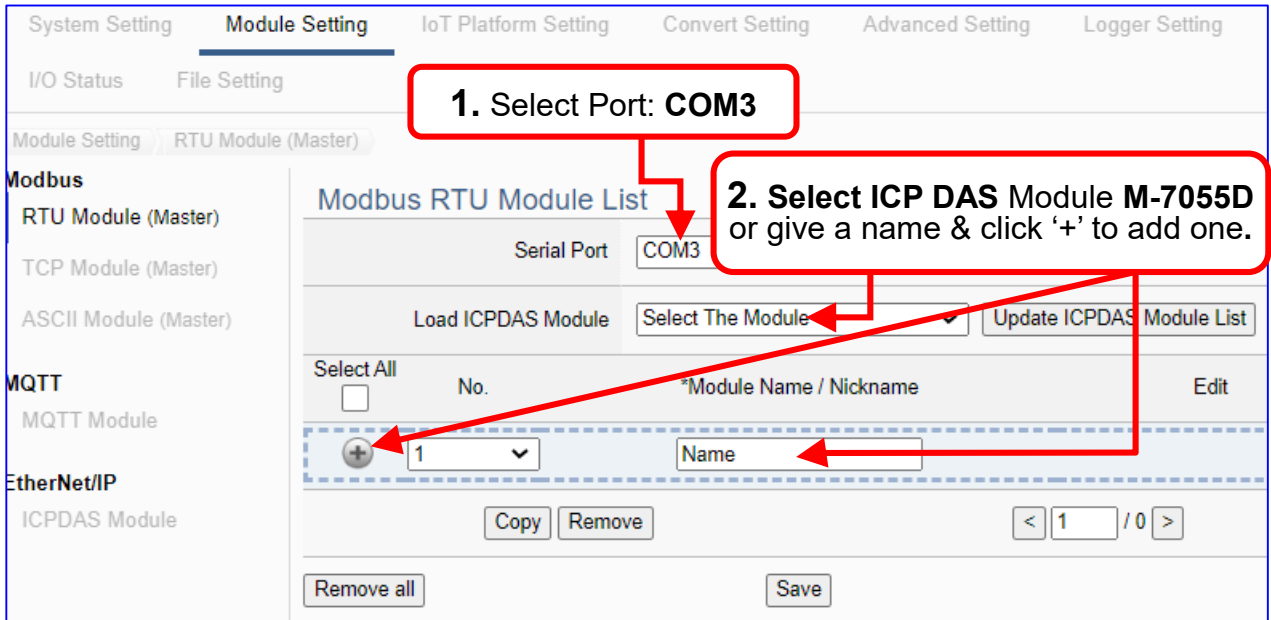 System Setting Module Setting IoT Platform Setting Convert Setting Advanced Setting Logger Setting
I/O Status File Setting
1. Select Port: COM3
Module Setting RTU Module (Master)
Modbus
RTU Module (Master)
TCP Module (Master)
ASCII Module (Master)
MQTT
MQTT Module
EtherNet/IP
ICPDAS Module
Modbus RTU Module List
2. Select ICP DAS Module M-7055D
or give a name & click ‘+’ to add one.
Serial Port COM3
Load ICPDAS Module Select The Module Update ICPDAS Module List
Select All No. *Module Name / Nickname Edit
1 Name
Copy Remove < 1 / 0 >
Remove all Save